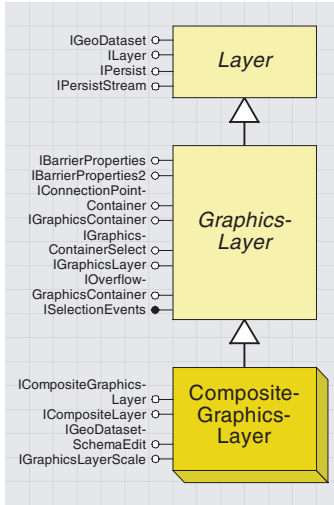 IGeoDataset
ILayer
IPersist
IPersistStream
Layer
IBarrierProperties
IBarrierProperties2
IConnectionPoint-
Container
IGraphicsContainer
IGraphics-
ContainerSelect
IGraphicsLayer
IOverflow-
GraphicsContainer
ISelectionEvents
Graphics-
Layer
ICompositeGraphics-
Layer
ICompositeLayer
IGeoDataset-
SchemaEdit
IGraphicsLayerScale
Composite-
Graphics-
Layer